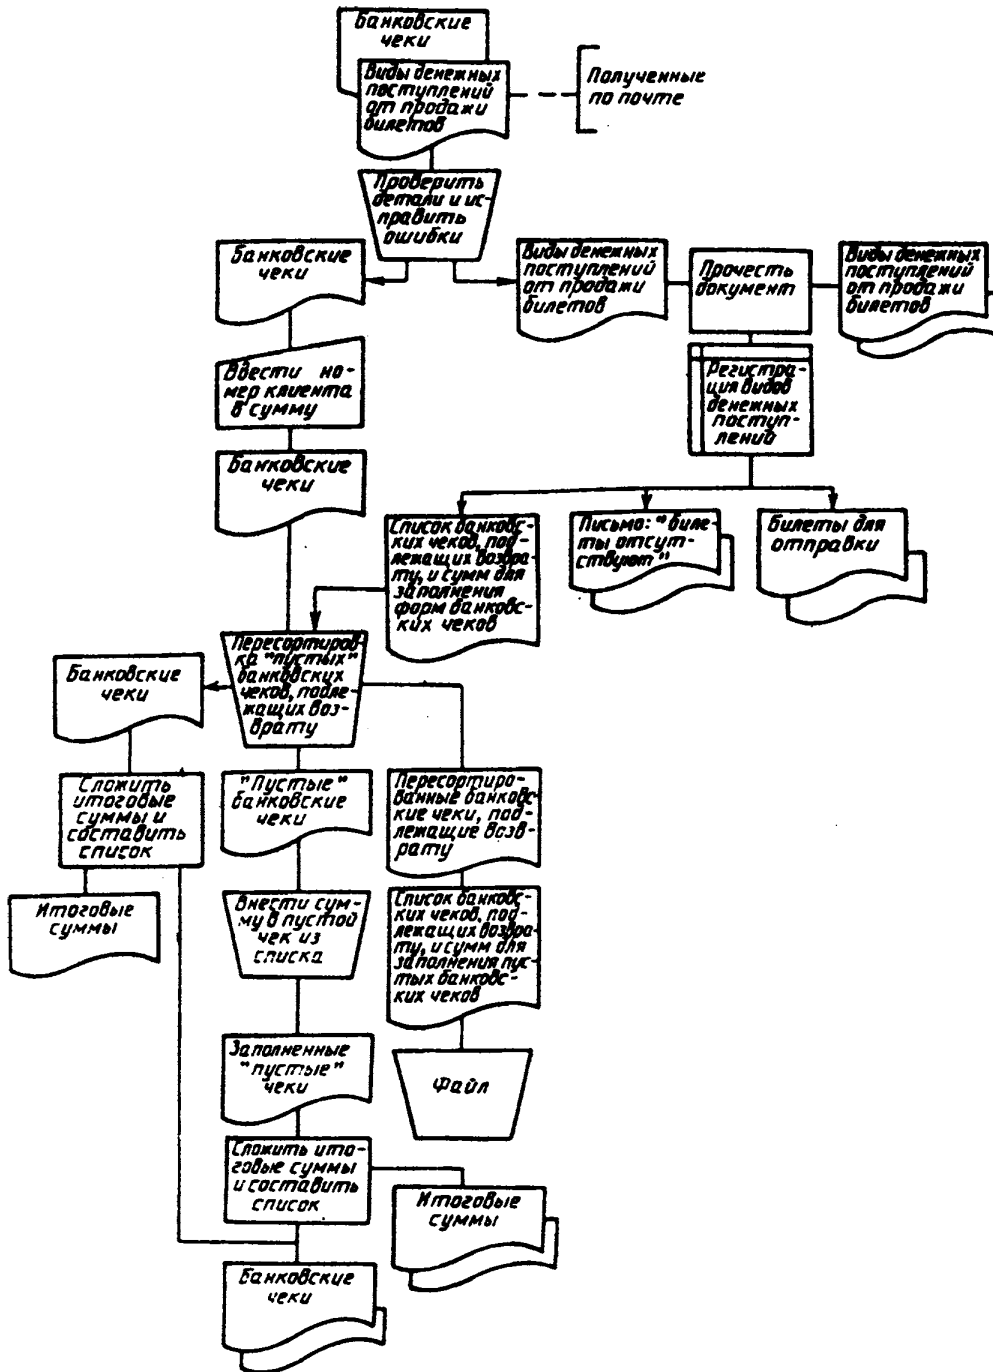 Банковские
чеки
Виды денежных
поступлений
от продажи
билетов
Полученные
по почте
Проверить
детали и ис-
править
ошибки
Банковские
чеки
Виды денежных
поступлений
от продажи
билетов
Прочесть
документ
Виды денежных
поступлений
от продажи
билетов
Ввести но-
мер клиента
в сумму
Регистра-
ция видов
денежных
поступ-
лений
Банковские
чеки
Список банковс-
ких чеков, под-
лежащих возвра-
ту, и сумм для
заполнения
форм банковс-
ких чеков
Письмо: "биле-
ты отсут-
ствуют"
Билеты для
отправки
Пересортиров-
ка "пустых"
банковских
чеков, подле-
жащих воз-
врату
Банковские
чеки
Сложить
итоговые
суммы и
составить
список
"Пустые"
банковские
чеки
Пересортиро-
ванные банковс-
кие чеки, под-
лежащие возв-
рату
Итоговые
суммы
Внести сум-
му в пустой
чек из
списка
Список банковс-
ких чеков, под-
лежащих возвра-
ту, и сумм для
заполнения пус-
тых банковс-
ких чеков
Заполненные
"пустые"
чеки
Файл
Сложить ито-
говые суммы
и составить
список
Итоговые
суммы
Банковские
чеки